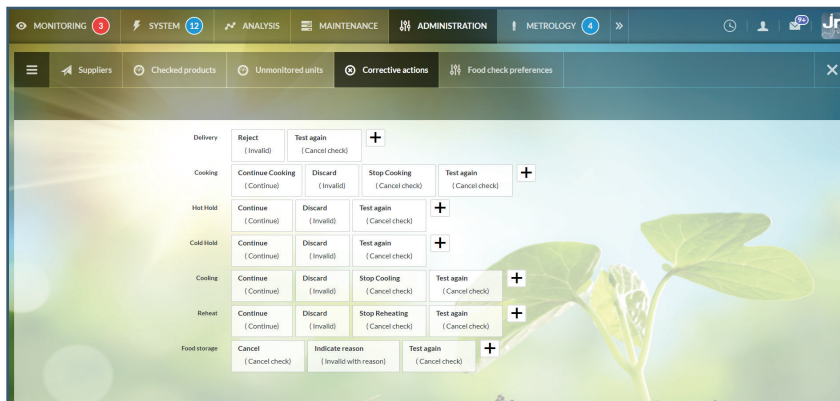 MONITORING 3 SYSTEM 12 ANALYSIS MAINTENANCE ADMINISTRATION METROLOGY 4 » 9+
Suppliers Checked products Unmonitored units Corrective actions Food check preferences
Delivery Reject Test again
( Invalid) ( Cancel check)
Cooking Continue Cooking Discard Stop Cooking Test again
( Continue) ( Invalid) ( Cancel check) ( Cancel check)
Hot Hold Continue Discard Test again
( Continue) ( Invalid) ( Cancel check)
Cold Hold Continue Discard Test again
( Continue) ( Invalid) ( Cancel check)
Cooling Continue Discard Stop Cooling Test again
( Continue) ( Invalid) ( Cancel check) ( Cancel check)
Reheat Continue Discard Stop Reheating Test again
( Continue) ( Invalid) ( Cancel check) ( Cancel check)
Food storage Cancel Indicate reason Test again
( Cancel check) ( Invalid with reason) ( Cancel check)